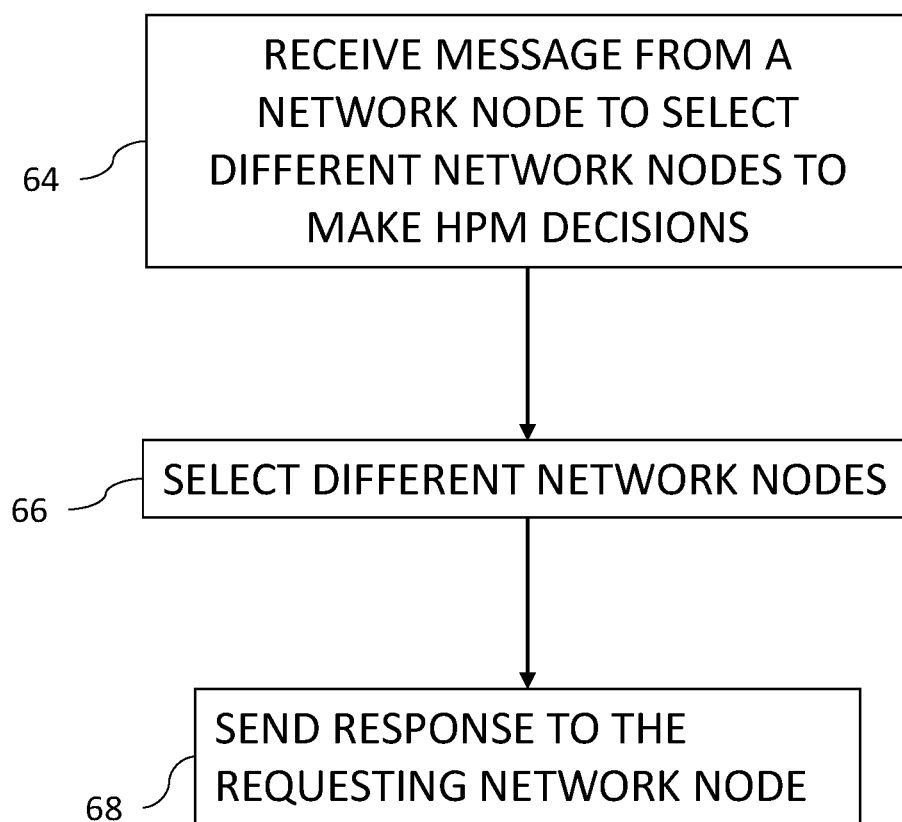 RECEIVE MESSAGE FROM A
NETWORK NODE TO SELECT
DIFFERENT NETWORK NODES TO
MAKE HPM DECISIONS
64
SELECT DIFFERENT NETWORK NODES
66
SEND RESPONSE TO THE
REQUESTING NETWORK NODE
68